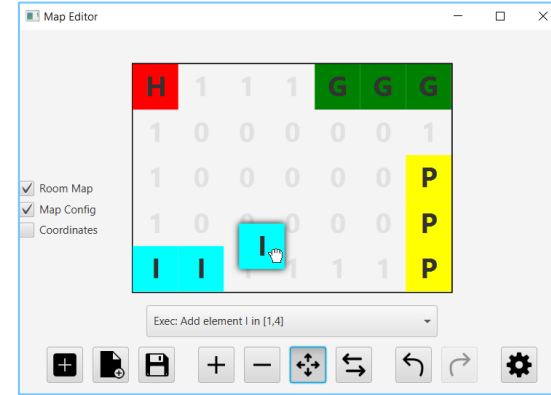 Map Editor
H 1 1 1 G G G
1 0 0 0 0 0 1
1 0 0 0 0 0 P
Room Map
Map Config
1 0 0 0 0 P
Coordinates
I
I I 1 1 1 P
Exec: Add element I in [1,4]